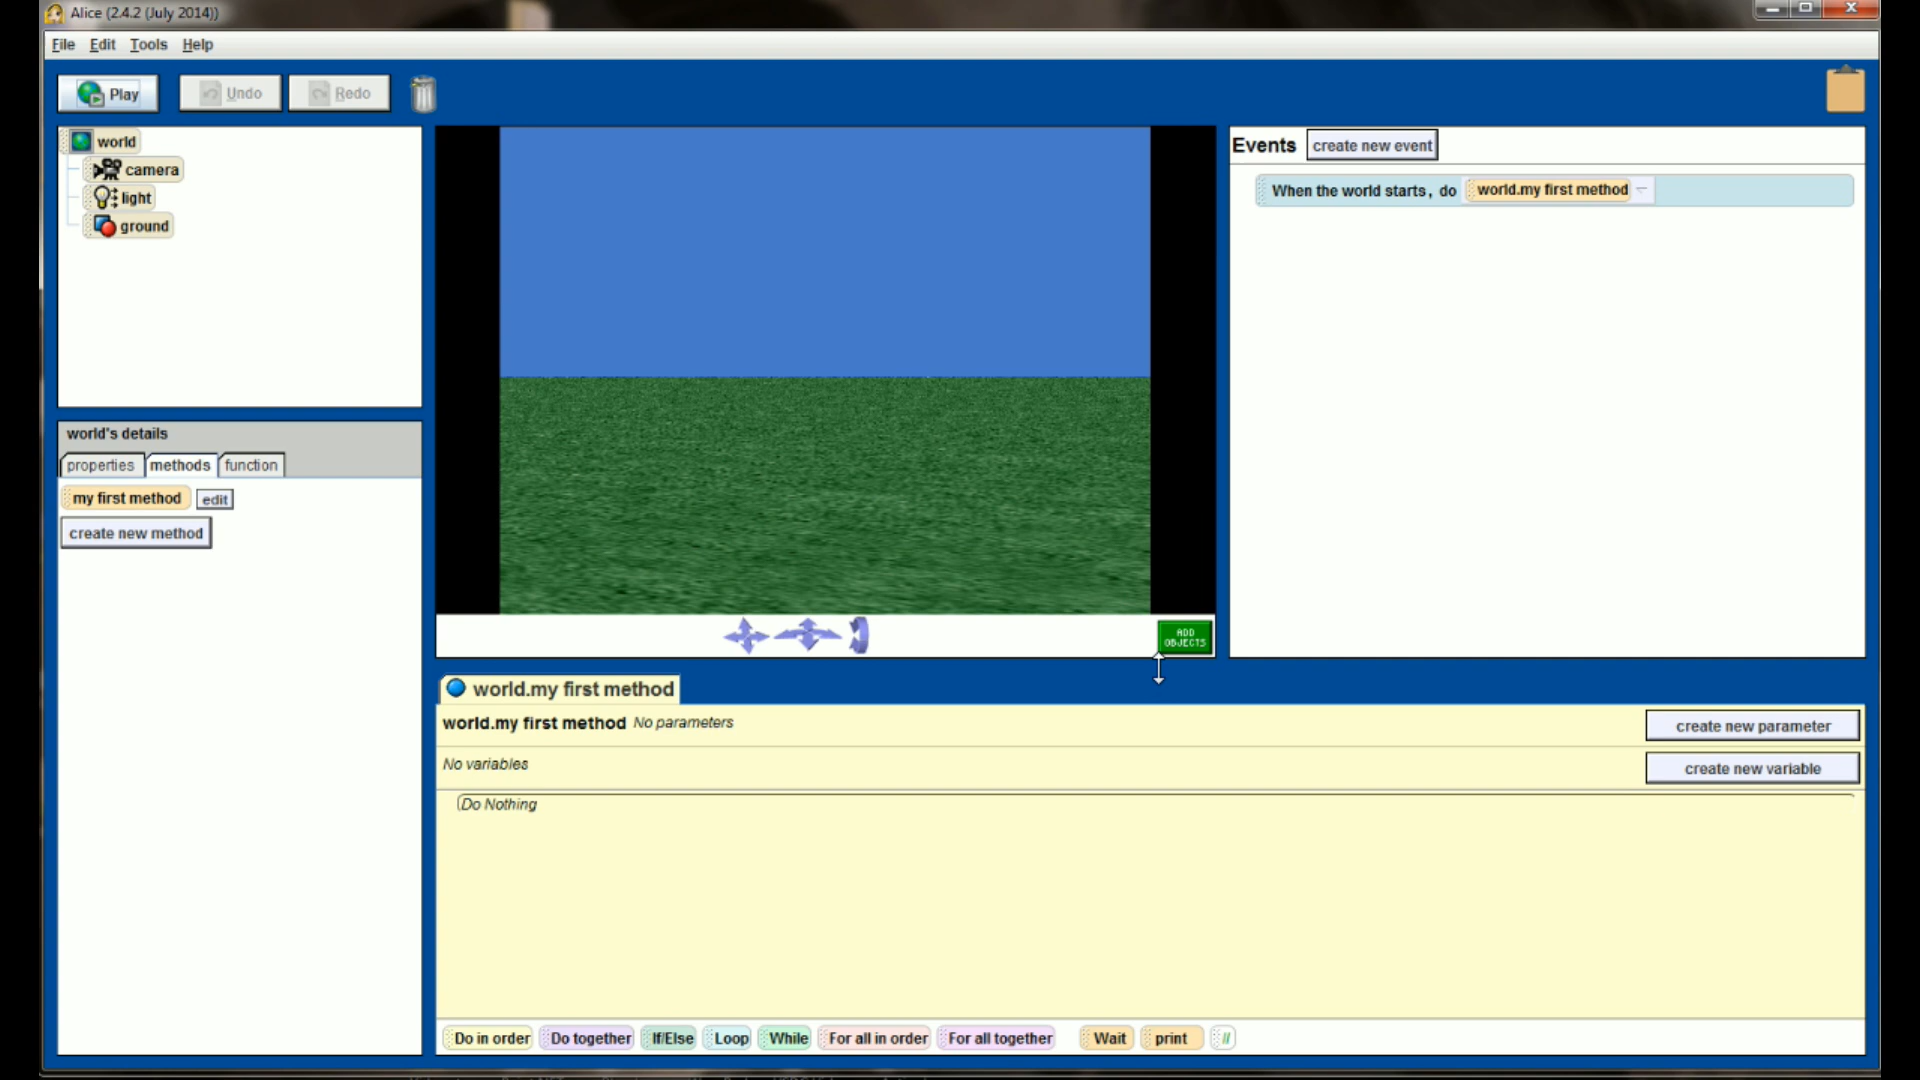 Alice (2.4.2 (July 2014))
File Edit Tools Help
Play Undo Redo
world
camera
light
ground
Events create new event
When the world starts, do world.my first method
world's details
properties methods function
my first method edit
create new method
ADD
OBJECTS
world.my first method
world.my first method No parameters
create new parameter
No variables
create new variable
Do Nothing
Do in order Do together If/Else Loop While For all in order For all together Wait print //